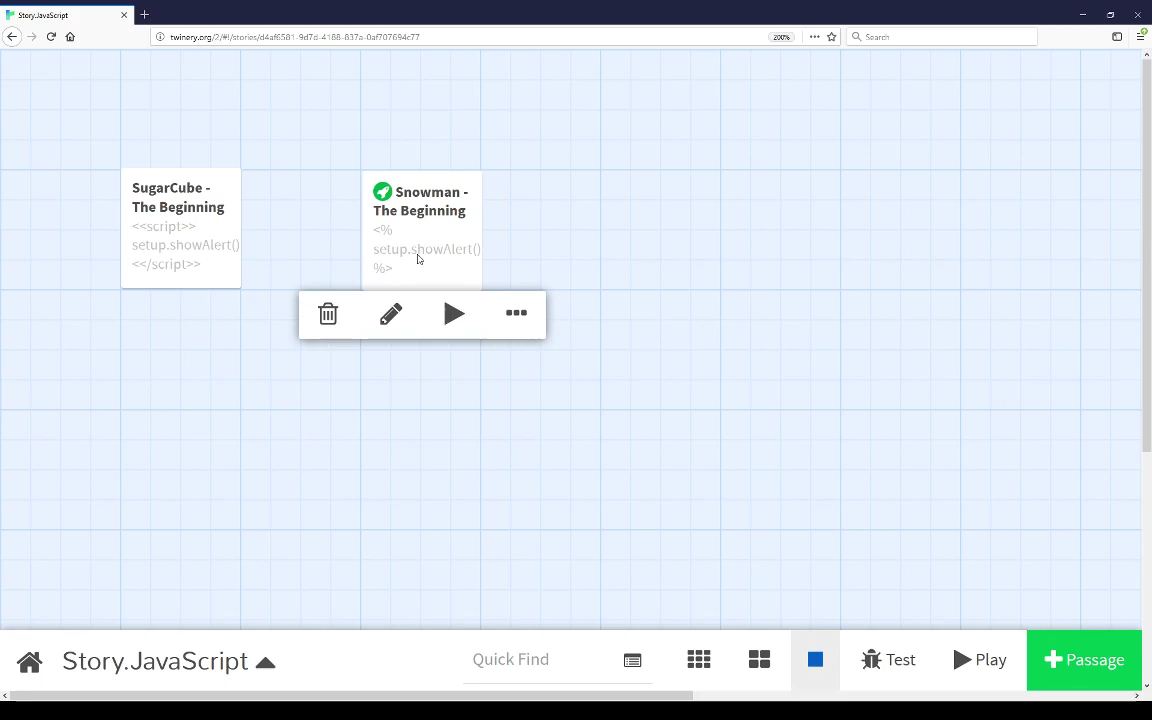 Story.JavaScript
twinery.org/2/#!/stories/d4af6581-9d7d-4188-837a-0af707694c77
200%
Search
SugarCube -
The Beginning
<<script>>
setup.showAlert()
<</script>>
Snowman -
The Beginning
<%
setup.showAlert()
%>
Story.JavaScript
Quick Find
Test
Play
Passage